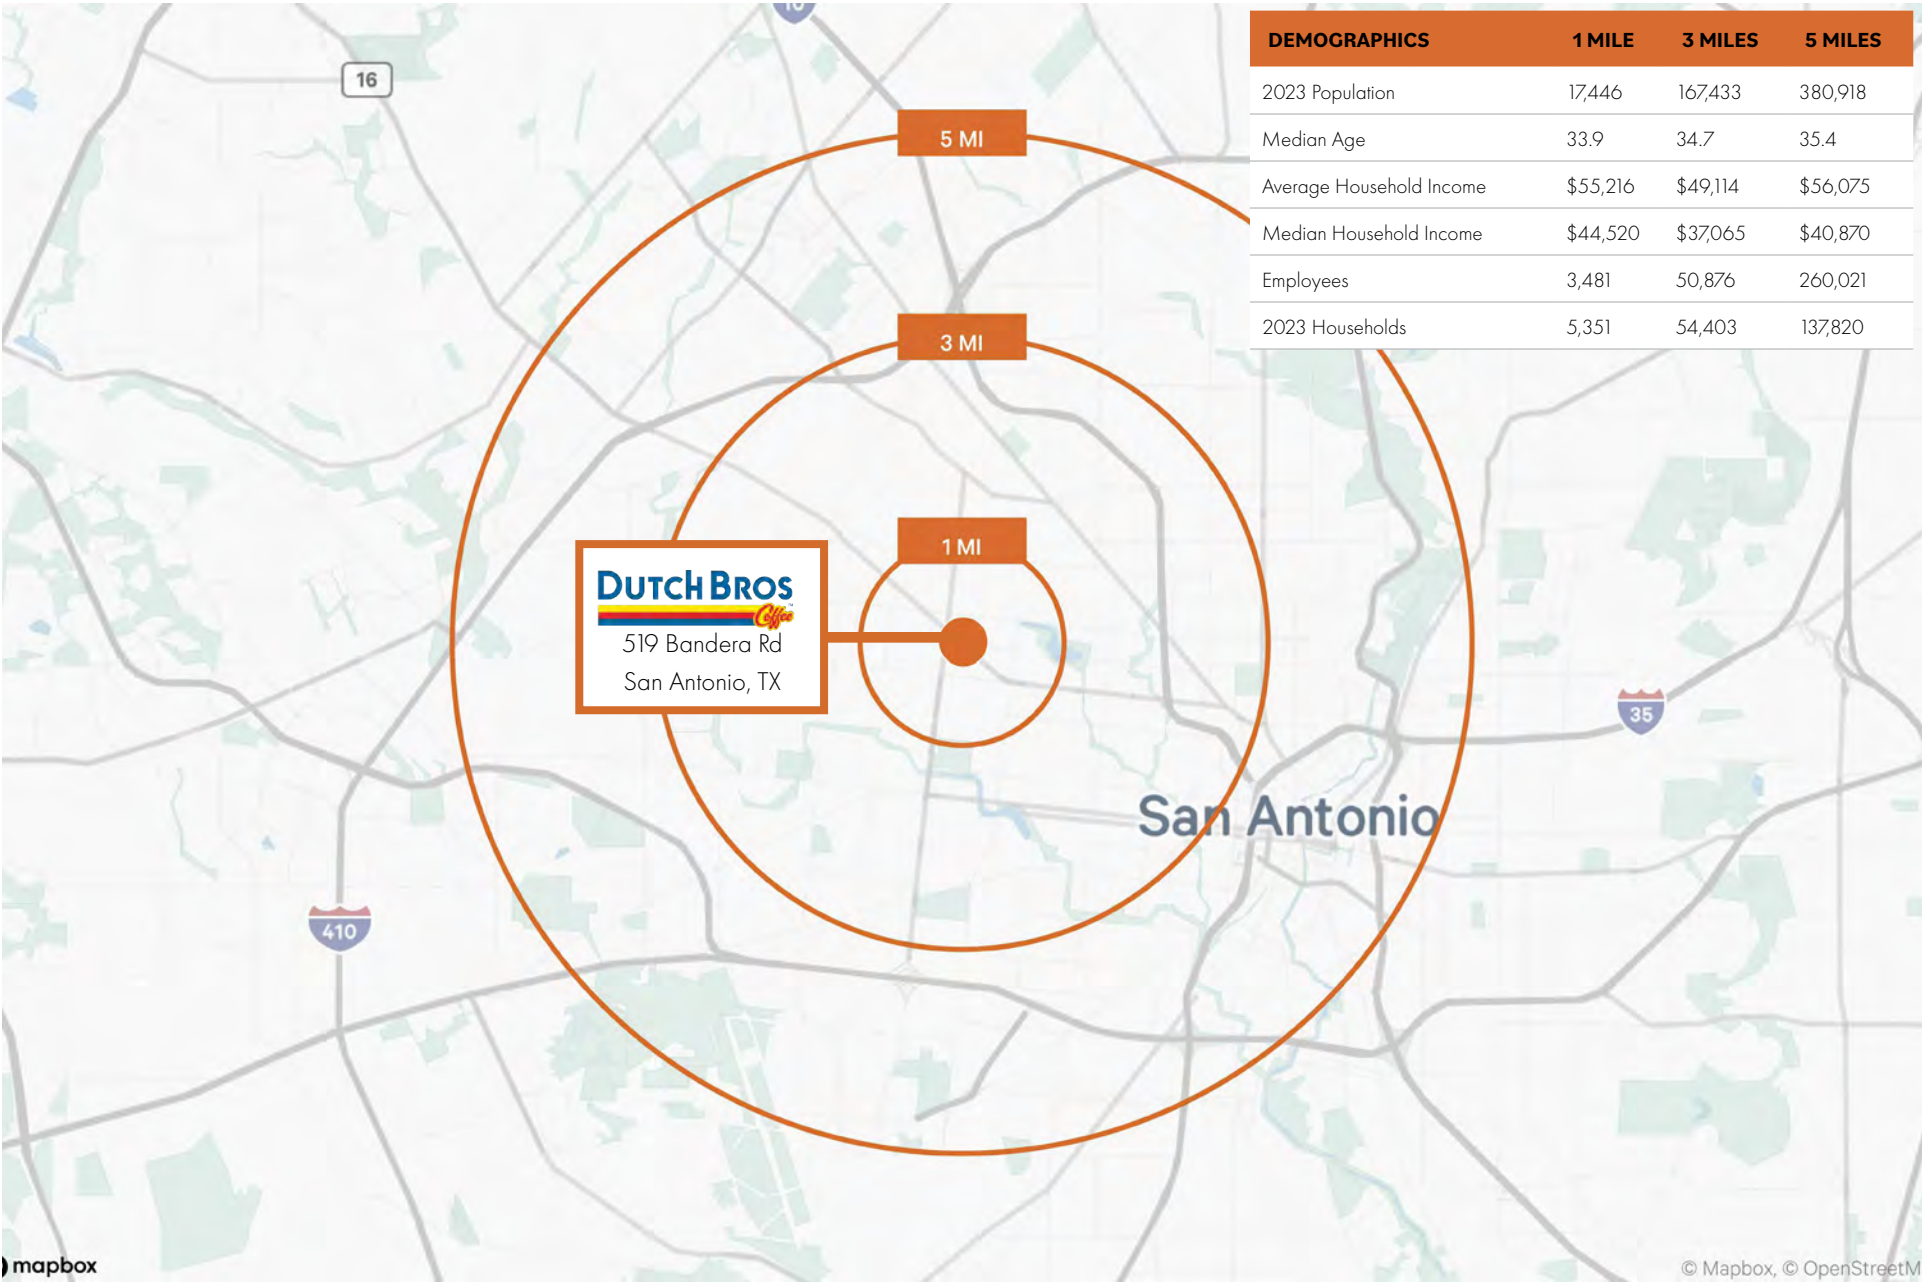 10
16
DEMOGRAPHICS 1 MILE 3 MILES 5 MILES
2023 Population 17,446 167,433 380,918
Median Age 33.9 34.7 35.4
Average Household Income $55,216 $49,114 $56,075
Median Household Income $44,520 $37,065 $40,870
Employees 3,481 50,876 260,021
2023 Households 5,351 54,403 137,820
5 MI
3 MI
1 MI
DUTCH BROS
Coffee
519 Bandera Rd
San Antonio, TX
35
San Antonio
410
mapbox
© Mapbox, © OpenStreetM